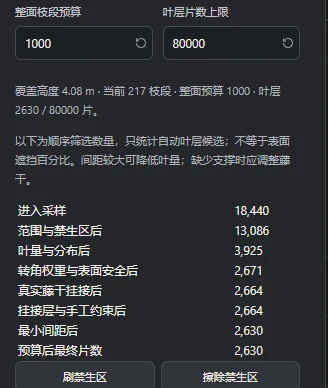 整面枝段预算 叶层片数上限
1000 80000
覆盖高度 4.08 m · 当前 217 枝段 · 整面预算 1000 · 叶层
2630 / 80000 片。
以下为顺序筛选数量，只统计自动叶层候选；不等于表面
遮挡百分比。间距较大可降低叶量；缺少支撑时应调整藤
干。
进入采样 18,440
范围与禁生区后 13,086
叶量与分布后 3,925
转角权重与表面安全后 2,671
真实藤干挂接后 2,664
挂接层与手工约束后 2,664
最小间距后 2,630
预算后最终片数 2,630
刷禁生区 擦除禁生区